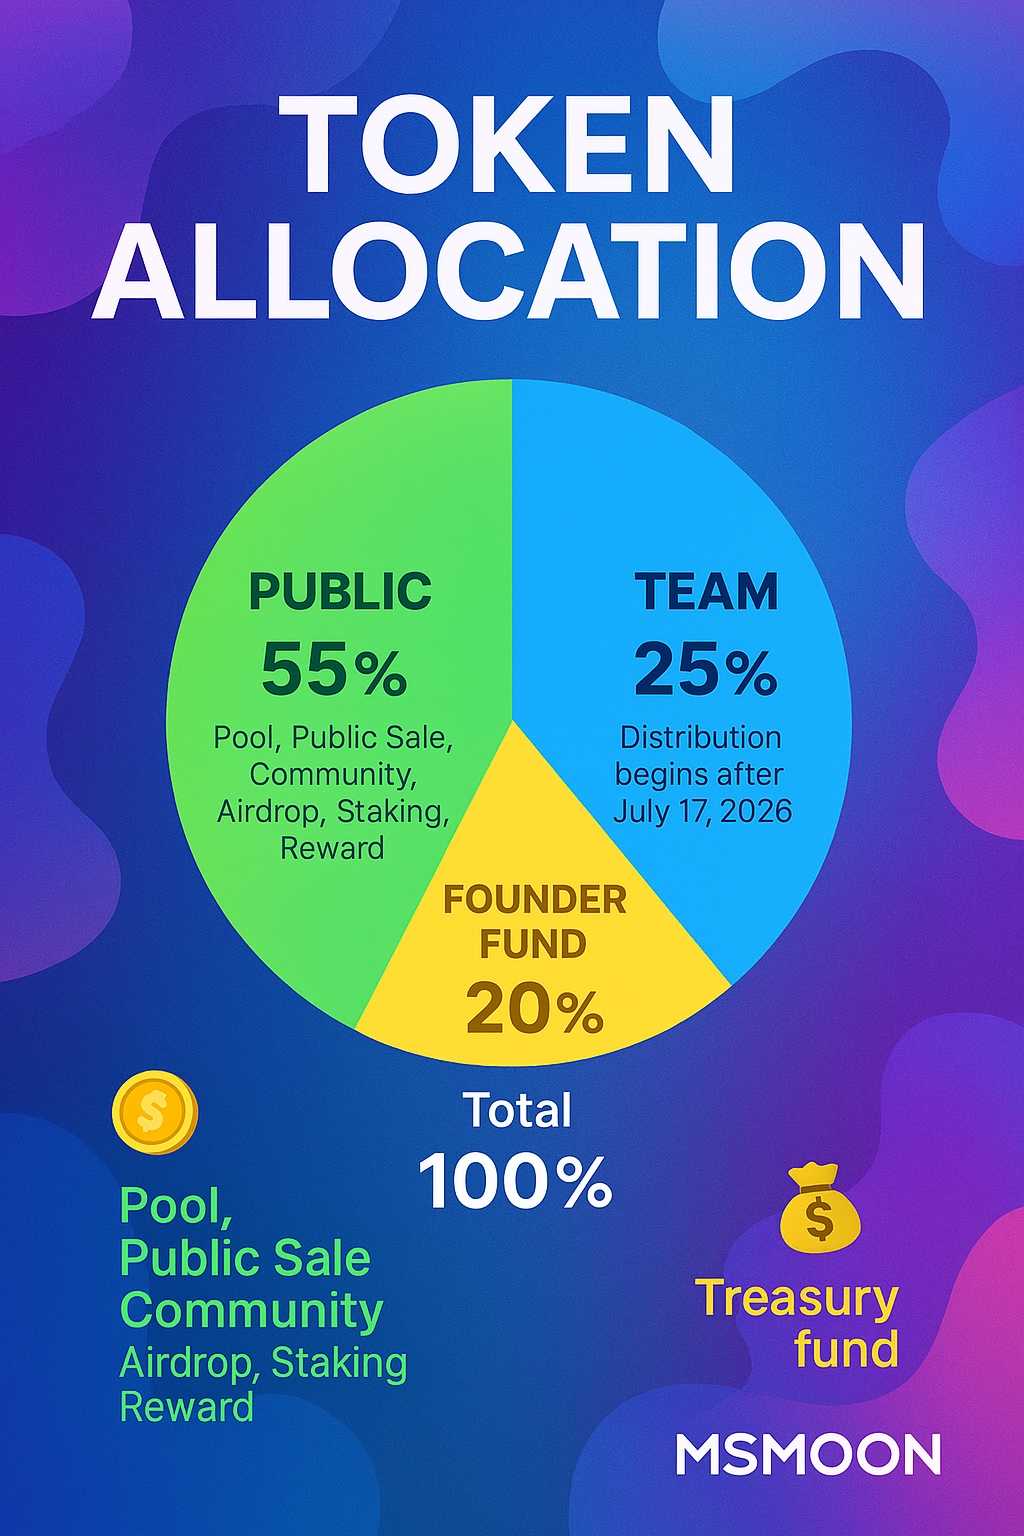 TOKEN
ALLOCATION
PUBLIC
55%
Pool, Public Sale,
Community,
Airdrop, Staking,
Reward
TEAM
25%
Distribution
begins after
July 17, 2026
FOUNDER
FUND
20%
Total
100%
$
Pool,
Public Sale
Community
Airdrop, Staking
Reward
$
Treasury
fund
MSMOON